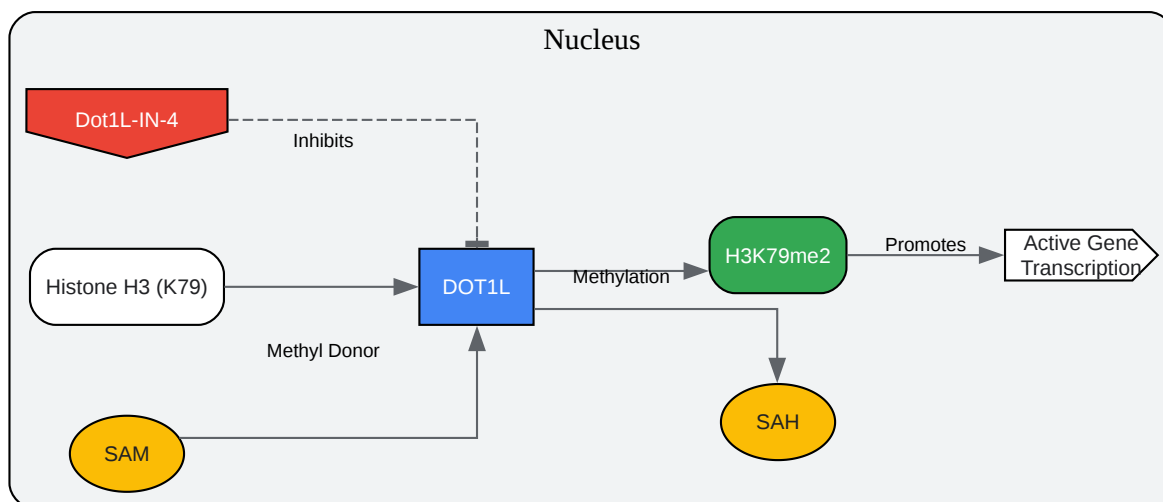 Nucleus
Dot1L-IN-4
Inhibits
Histone H3 (K79)
DOT1L
Methylation
H3K79me2
Promotes
Active Gene
Transcription
Methyl Donor
SAM
SAH